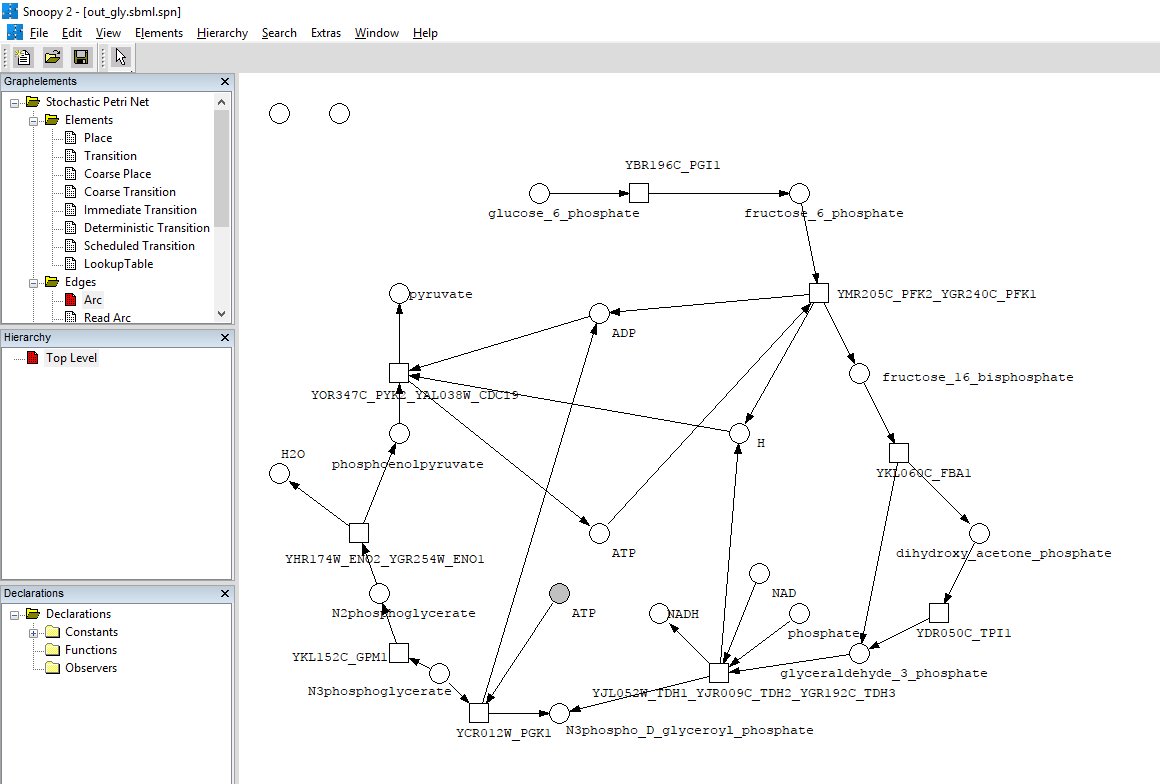 Snoopy 2 - [out_gly.sbml.spn]
File Edit View Elements Hierarchy Search Extras Window Help
Graphelements
Stochastic Petri Net
Elements
Place
Transition
Coarse Place
Coarse Transition
Immediate Transition
Deterministic Transition
Scheduled Transition
LookupTable
Edges
Arc
Read Arc
Hierarchy
Top Level
Declarations
Declarations
Constants
Functions
Observers
YBR196C_PGI1
glucose_6_phosphate
fructose_6_phosphate
pyruvate
YMR205C_PFK2_YGR240C_PFK1
ADP
fructose_16_bisphosphate
YOR347C_PYK2_YAL038W_CDC19
H
H2O
phosphoenolpyruvate
YKL060C_FBA1
YHR174W_ENO2_YGR254W_ENO1
ATP
dihydroxy_acetone_phosphate
N2phosphoglycerate
ATP
NAD
NADH
phosphate
YDR050C_TPI1
YKL152C_GPM1
glyceraldehyde_3_phosphate
N3phosphoglycerate
YJL052W_TDH1_YJR009C_TDH2_YGR192C_TDH3
YCR012W_PGK1
N3phospho_D_glyceroyl_phosphate